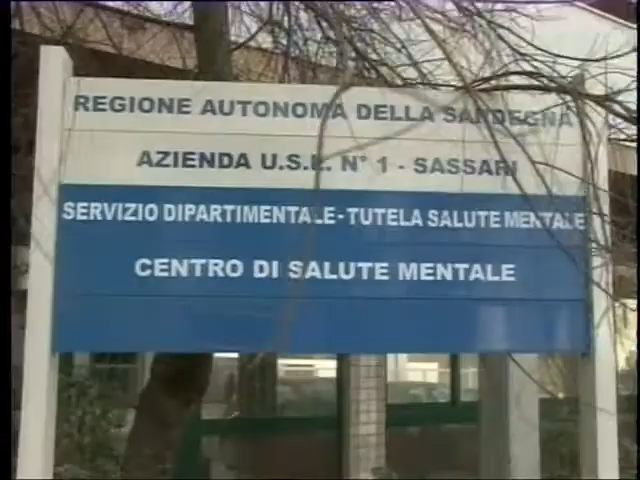 REGIONE AUTONOMA DELLA SARDEGNA
AZIENDA U.S.L. N° 1 - SASSARI
SERVIZIO DIPARTIMENTALE-TUTELA SALUTE MENTALE
CENTRO DI SALUTE MENTALE